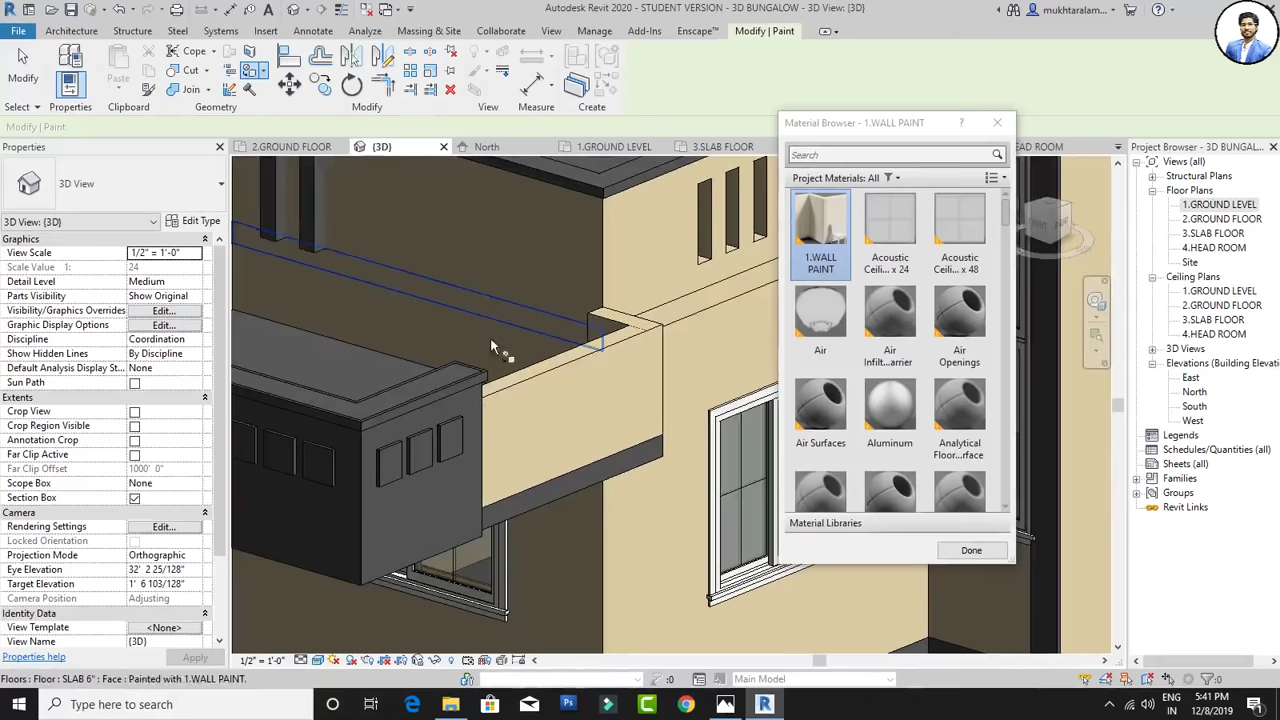 Autodesk Revit 2020 - STUDENT VERSION - 3D BUNGALOW - 3D View: {3D}
mukhtaralam...
File Architecture Structure Steel Systems Insert Annotate Analyze Massing & Site Collaborate View Manage Add-Ins Enscape™ Modify | Paint
Modify Paste Cope Cut Join
Select Properties Clipboard Geometry Modify View Measure Create
Modify | Paint
Properties
2.GROUND FLOOR {3D} North 1.GROUND LEVEL 3.SLAB FLOOR EAD ROOM
Project Browser - 3D BUNGAL...
3D View
3D View: {3D} Edit Type
Graphics
View Scale 1/2" = 1'-0"
Scale Value 1: 24
Detail Level Medium
Parts Visibility Show Original
Visibility/Graphics Overrides Edit...
Graphic Display Options Edit...
Discipline Coordination
Show Hidden Lines By Discipline
Default Analysis Display St... None
Sun Path
Extents
Crop View
Crop Region Visible
Annotation Crop
Far Clip Active
Far Clip Offset 1000' 0"
Scope Box None
Section Box
Camera
Rendering Settings Edit...
Locked Orientation
Projection Mode Orthographic
Eye Elevation 32' 2 25/128"
Target Elevation 1' 6 103/128"
Camera Position Adjusting
Identity Data
View Template <None>
View Name {3D}
Properties help Apply
Material Browser - 1.WALL PAINT
Search
Project Materials: All
1.WALL PAINT
Acoustic Ceili... x 24
Acoustic Ceili... x 48
Air
Air Infilt...arrier
Air Openings
Air Surfaces
Aluminum
Analytical Floor...rface
Material Libraries
Done
Views (all)
Structural Plans
Floor Plans
1.GROUND LEVEL
2.GROUND FLOOR
3.SLAB FLOOR
4.HEAD ROOM
Site
Ceiling Plans
1.GROUND LEVEL
2.GROUND FLOOR
3.SLAB FLOOR
4.HEAD ROOM
3D Views
Elevations (Building Elevati
East
North
South
West
Legends
Schedules/Quantities (all)
Sheets (all)
Families
Groups
Revit Links
1/2" = 1'-0"
Floors : Floor : SLAB 6" : Face : Painted with 1.WALL PAINT.
:0 Main Model :0
Type here to search
ENG
IN
5:41 PM
12/8/2019